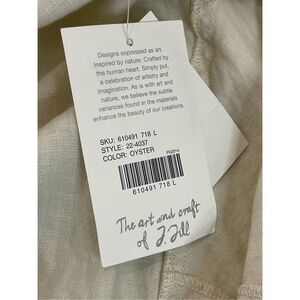 Designs expressed as art.
Inspired by nature. Crafted by
the human heart. Simply put,
a celebration of artistry and
imagination. As is with art and
nature, we believe the subtle
variances found in the materials
enhance the beauty of our
creations.
SKU: 610491 718 L
STYLE: 22-4037
COLOR: OYSTER
PG2014
610491 718 L
The art and craft
of J.Jill